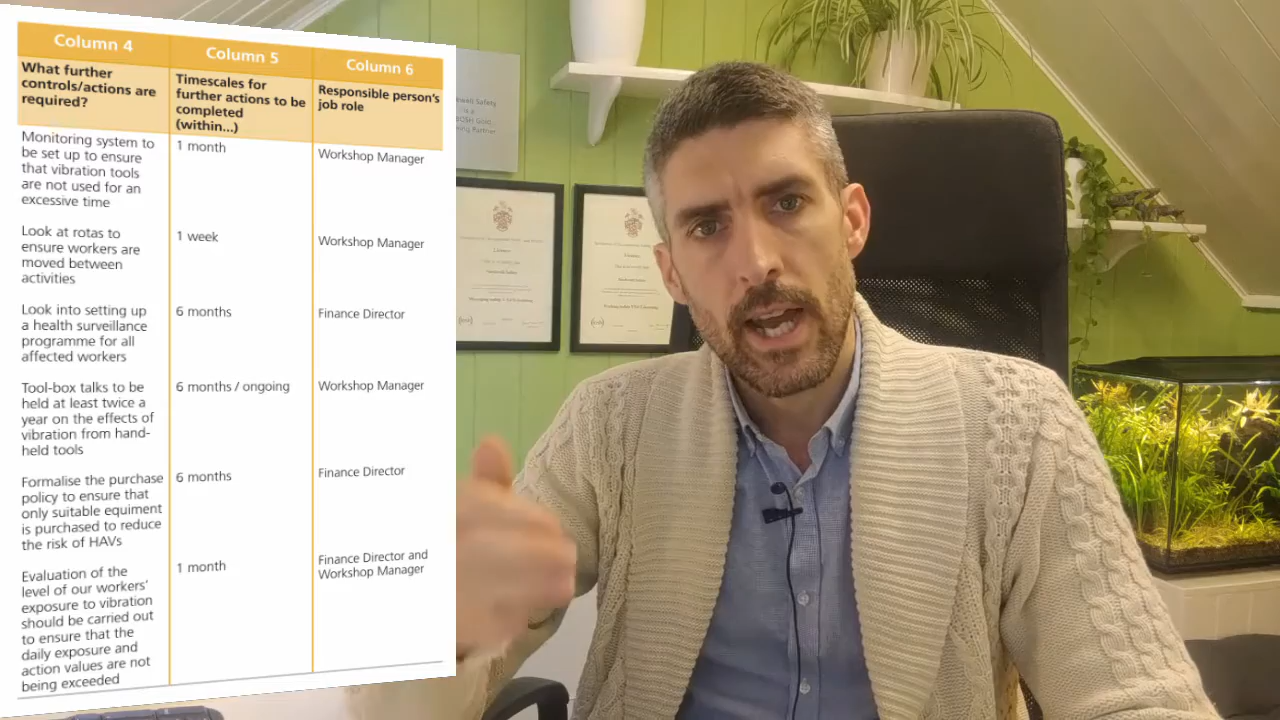 Column 4
Column 5
Column 6
What further
controls/actions are
required?
Timescales for
further actions to be
completed
(within...)
Responsible person's
job role
Monitoring system to
be set up to ensure
that vibration tools
are not used for an
excessive time
1 month
Workshop Manager
Look at rotas to
ensure workers are
moved between
activities
1 week
Workshop Manager
Look into setting up
a health surveillance
programme for all
affected workers
6 months
Finance Director
Tool-box talks to be
held at least twice a
year on the effects of
vibration from hand-
held tools
6 months / ongoing
Workshop Manager
Formalise the purchase
policy to ensure that
only suitable equiment
is purchased to reduce
the risk of HAVs
6 months
Finance Director
Evaluation of the
level of our workers'
exposure to vibration
should be carried out
to ensure that the
daily exposure and
action values are not
being exceeded
1 month
Finance Director and
Workshop Manager
Safety
is a
Gold
Partner